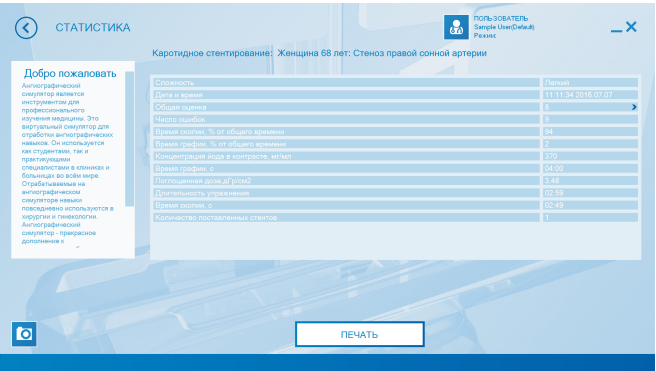 СТАТИСТИКА
ПОЛЬЗОВАТЕЛЬ
Sample User(Default)
Режим:
Каротидное стентирование: Женщина 68 лет: Стеноз правой сонной артерии
Добро пожаловать
Ангиографический
симулятор является
инструментом для
профессионального
изучения медицины. Это
виртуальный симулятор для
отработки ангиографических
навыков. Он используется
как студентами, так и
практикующими
специалистами в клиниках и
больницах во всём мире.
Отрабатываемые на
ангиографическом
симуляторе навыки
повседневно используются в
хирургии и гинекологии.
Ангиографический
симулятор - прекрасное
дополнение к
Сложность Легкий
Дата и время 11:11:34 2016.07.07
Общая оценка 5
Число ошибок 9
Время скопии, % от общего времени 94
Время графии, % от общего времени 2
Концентрация йода в контрасте, мг/мл 370
Время графии, с 04:00
Поглощенная доза,дГр/см2 3.48
Длительность упражнения 02:59
Время скопии, с 02:49
Количество поставленных стентов 1
ПЕЧАТЬ